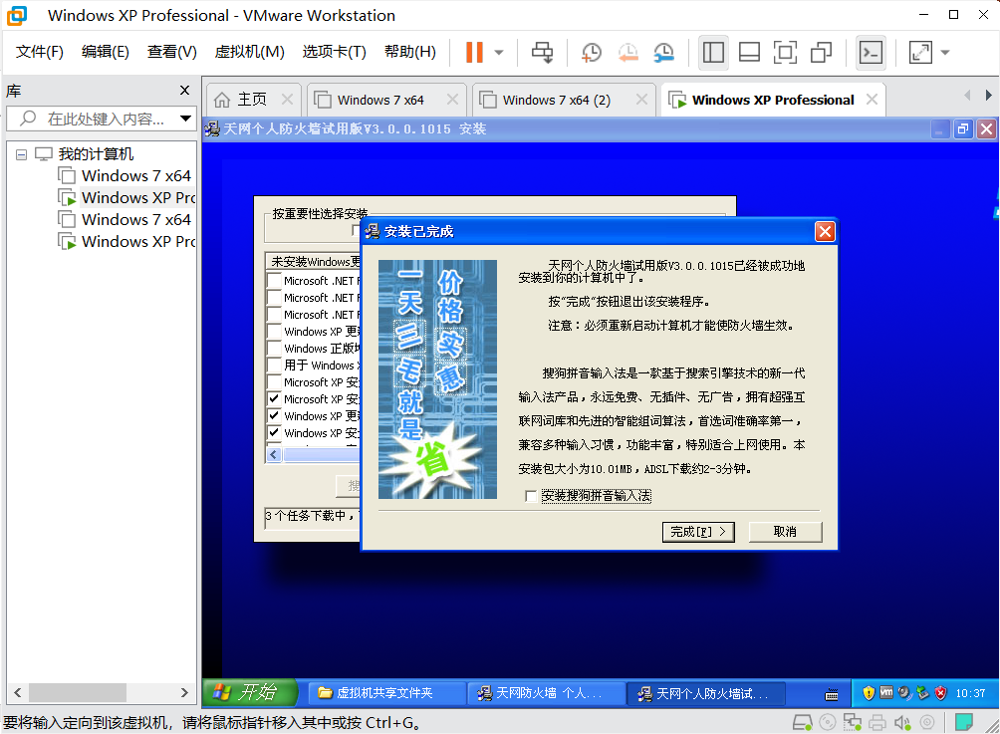 Windows XP Professional - VMware Workstation
文件(F) 编辑(E) 查看(V) 虚拟机(M) 选项卡(T) 帮助(H)
库
在此处键入内容...
我的计算机
Windows 7 x64
Windows XP Pro
Windows 7 x64
Windows XP Pro
主页 Windows 7 x64 Windows 7 x64 (2) Windows XP Professional
天网个人防火墙试用版V3.0.0.1015 安装
按重要性选择安装
未安装Windows更
Microsoft .NET F
Microsoft .NET F
Microsoft .NET F
Windows XP 更
Windows 正版
用于 Windows
Microsoft XP 安
Microsoft XP 安
Windows XP 更
Windows XP 安
搜
3 个任务下载中，
安装已完成
一天三毛就是省
价格实惠
天网个人防火墙试用版V3.0.0.1015已经被成功地
安装到你的计算机中了。
按"完成"按钮退出该安装程序。
注意：必须重新启动计算机才能使防火墙生效。
搜狗拼音输入法是一款基于搜索引擎技术的新一代
输入法产品，永远免费、无插件、无广告，拥有超强互
联网词库和先进的智能组词算法，首选词准确率第一，
兼容多种输入习惯，功能丰富，特别适合上网使用。本
安装包大小为10.01MB，ADSL下载约2-3分钟。
安装搜狗拼音输入法
完成[F] > 取消
开始 虚拟机共享文件夹 天网防火墙 个人... 天网个人防火墙试... 10:37
要将输入定向到该虚拟机，请将鼠标指针移入其中或按 Ctrl+G。